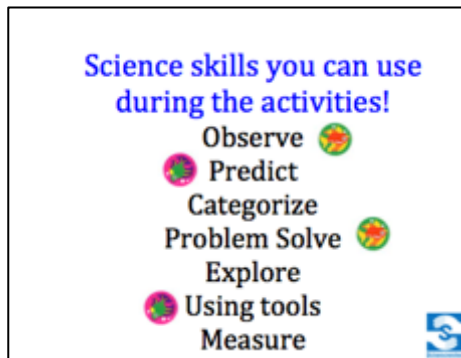 Science skills you can use
during the activities!
Observe
Predict
Categorize
Problem Solve
Explore
Using tools
Measure